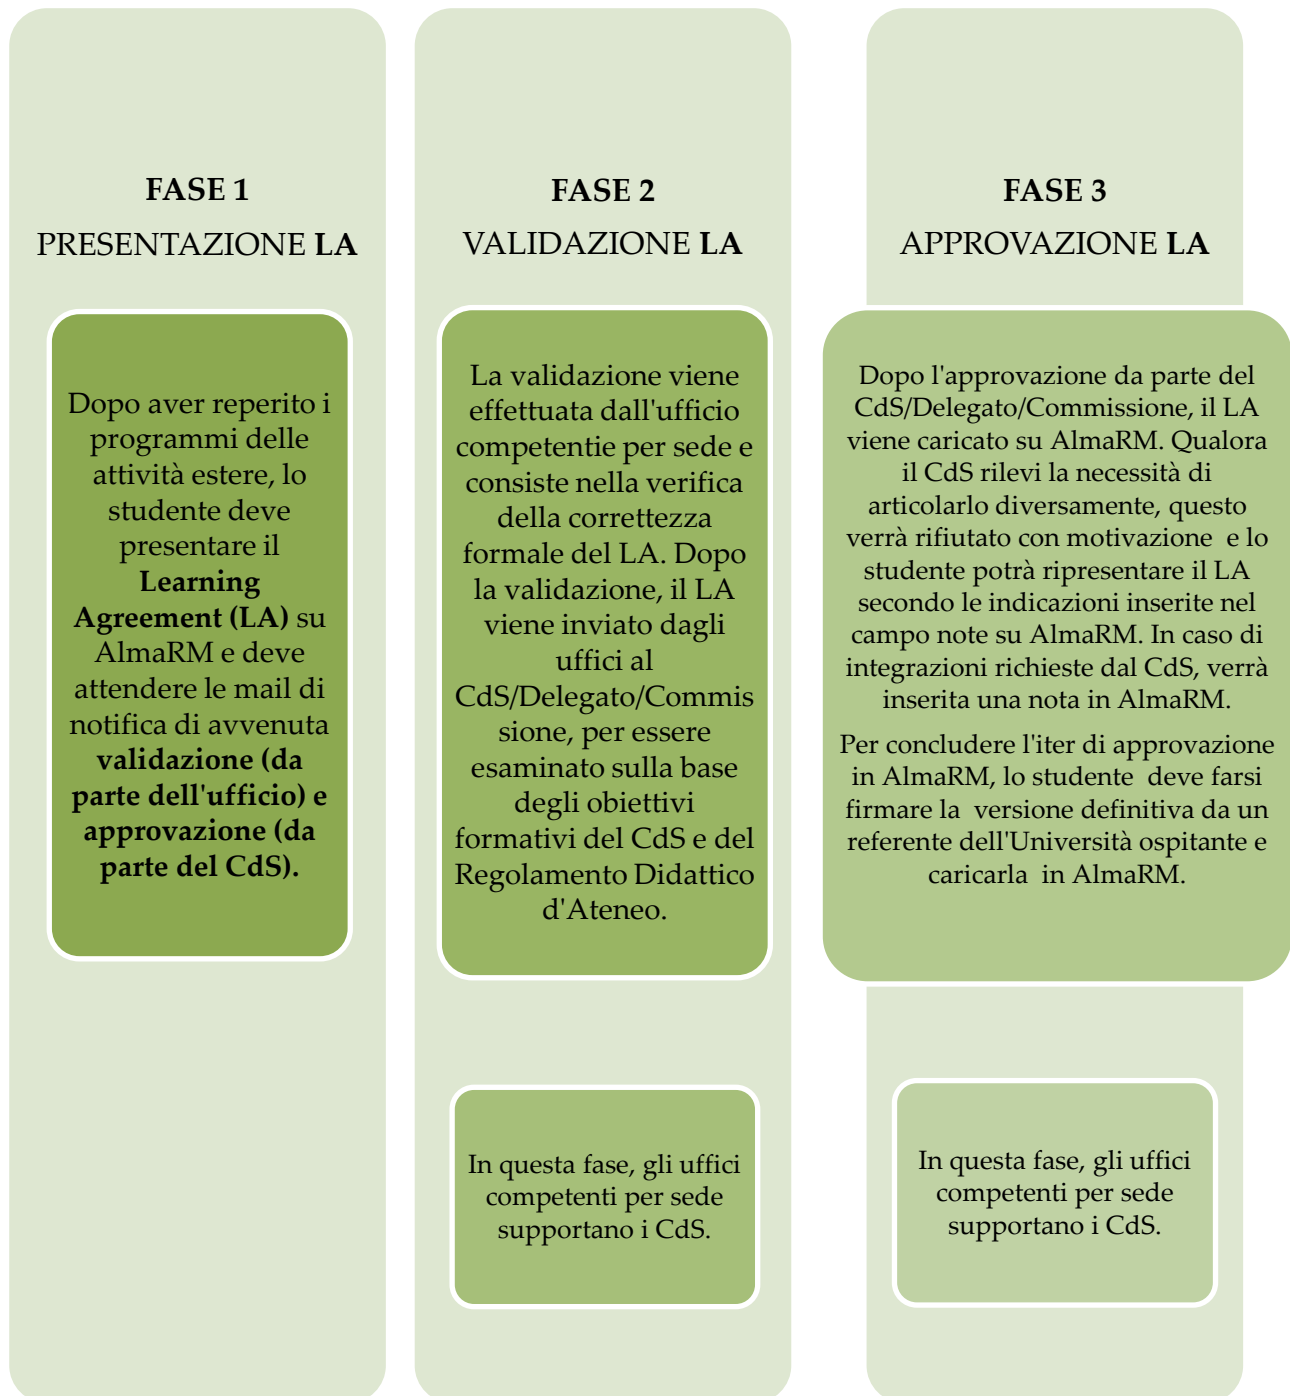 FASE 1
PRESENTAZIONE LA
Dopo aver reperito i
programmi delle
attività estere, lo
studente deve
presentare il
Learning
Agreement (LA) su
AlmaRM e deve
attendere le mail di
notifica di avvenuta
validazione (da
parte dell'ufficio) e
approvazione (da
parte del CdS).
FASE 2
VALIDAZIONE LA
La validazione viene
effettuata dall'ufficio
competentie per sede e
consiste nella verifica
della correttezza
formale del LA. Dopo
la validazione, il LA
viene inviato dagli
uffici al
CdS/Delegato/Commis
sione, per essere
esaminato sulla base
degli obiettivi
formativi del CdS e del
Regolamento Didattico
d'Ateneo.
In questa fase, gli uffici
competenti per sede
supportano i CdS.
FASE 3
APPROVAZIONE LA
Dopo l'approvazione da parte del
CdS/Delegato/Commissione, il LA
viene caricato su AlmaRM. Qualora
il CdS rilevi la necessità di
articolarlo diversamente, questo
verrà rifiutato con motivazione e lo
studente potrà ripresentare il LA
secondo le indicazioni inserite nel
campo note su AlmaRM. In caso di
integrazioni richieste dal CdS, verrà
inserita una nota in AlmaRM.
Per concludere l'iter di approvazione
in AlmaRM, lo studente deve farsi
firmare la versione definitiva da un
referente dell'Università ospitante e
caricarla in AlmaRM.
In questa fase, gli uffici
competenti per sede
supportano i CdS.